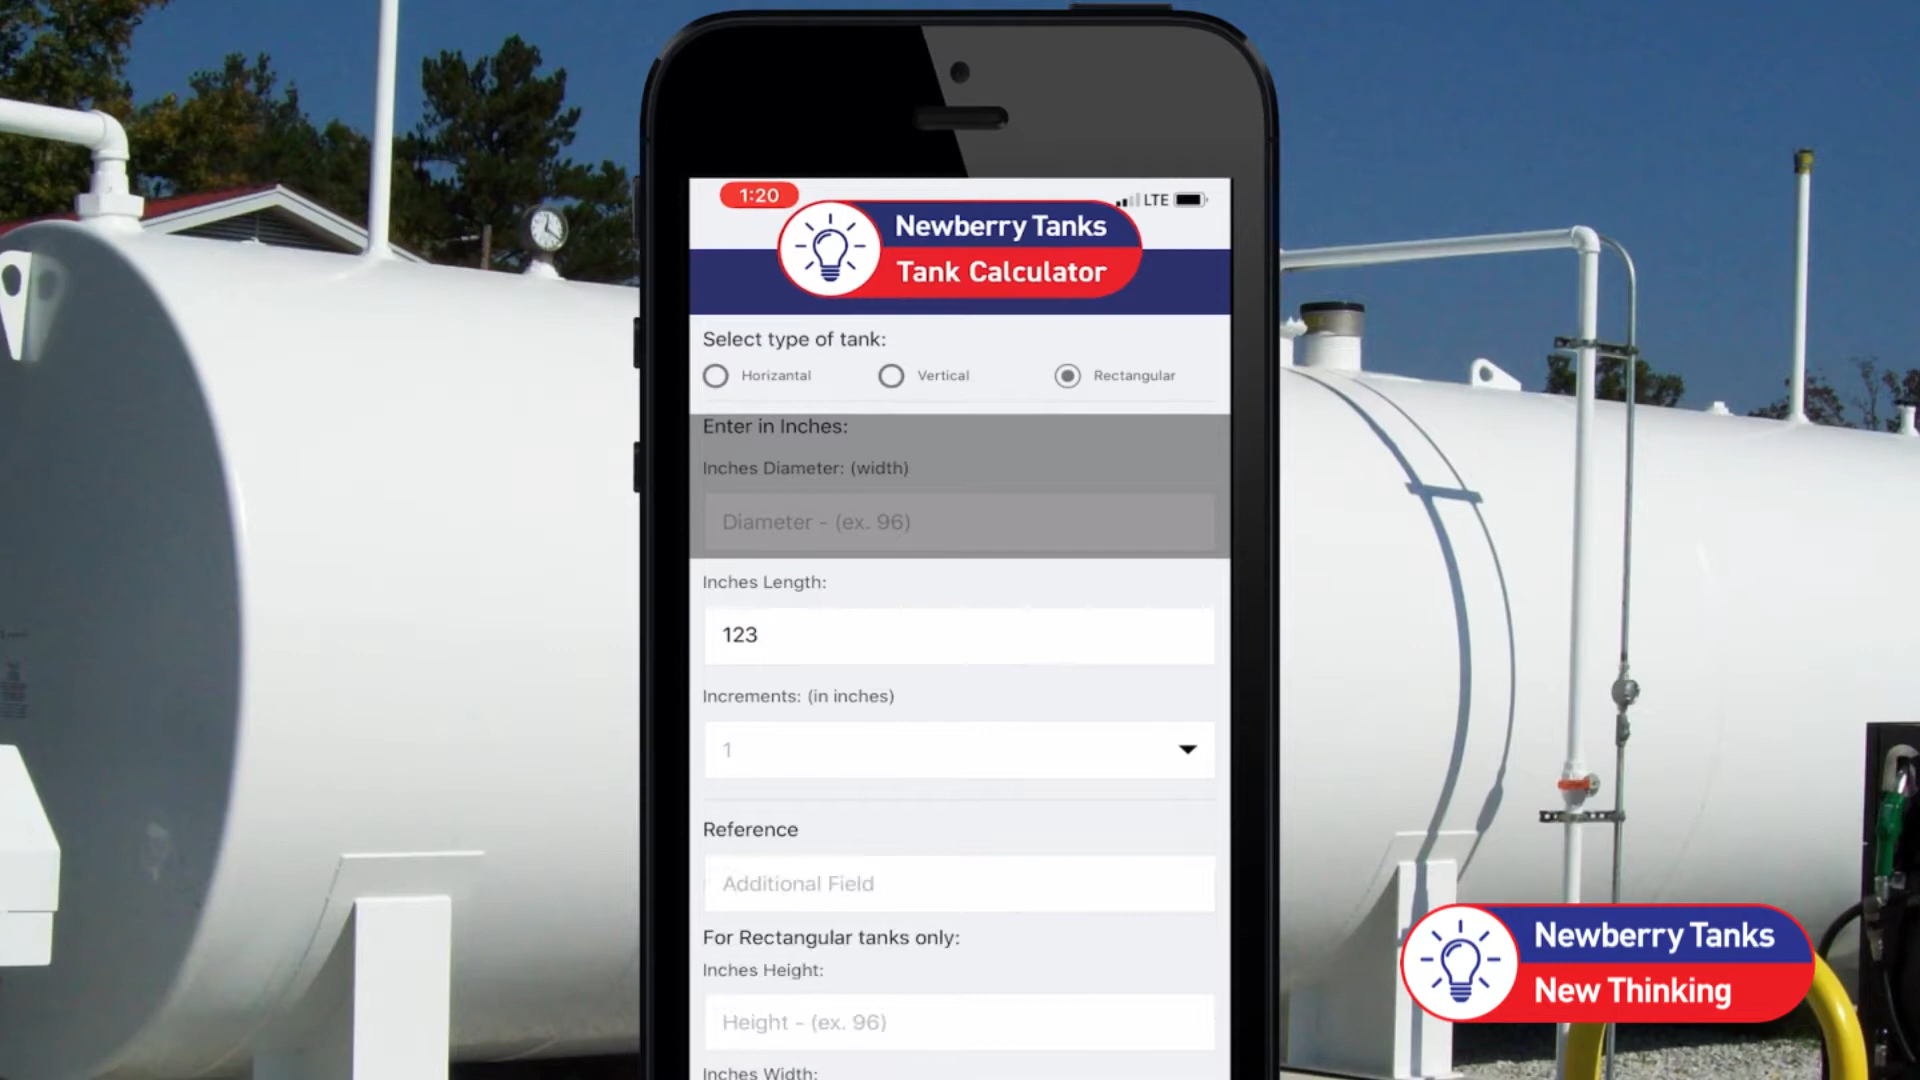 1:20
LTE
Newberry Tanks
Tank Calculator
Select type of tank:
Horizantal
Vertical
Rectangular
Enter in Inches:
Inches Diameter: (width)
Diameter - (ex. 96)
Inches Length:
123
Increments: (in inches)
1
Reference
Additional Field
For Rectangular tanks only:
Inches Height:
Height - (ex. 96)
Inches Width:
Newberry Tanks
New Thinking